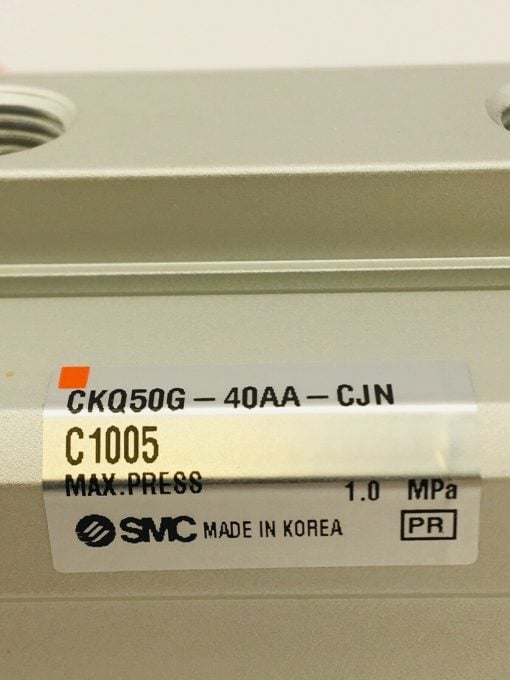 CKQ50G-40AA-CJN
C1005
MAX.PRESS 1.0 MPa
SMC MADE IN KOREA PR